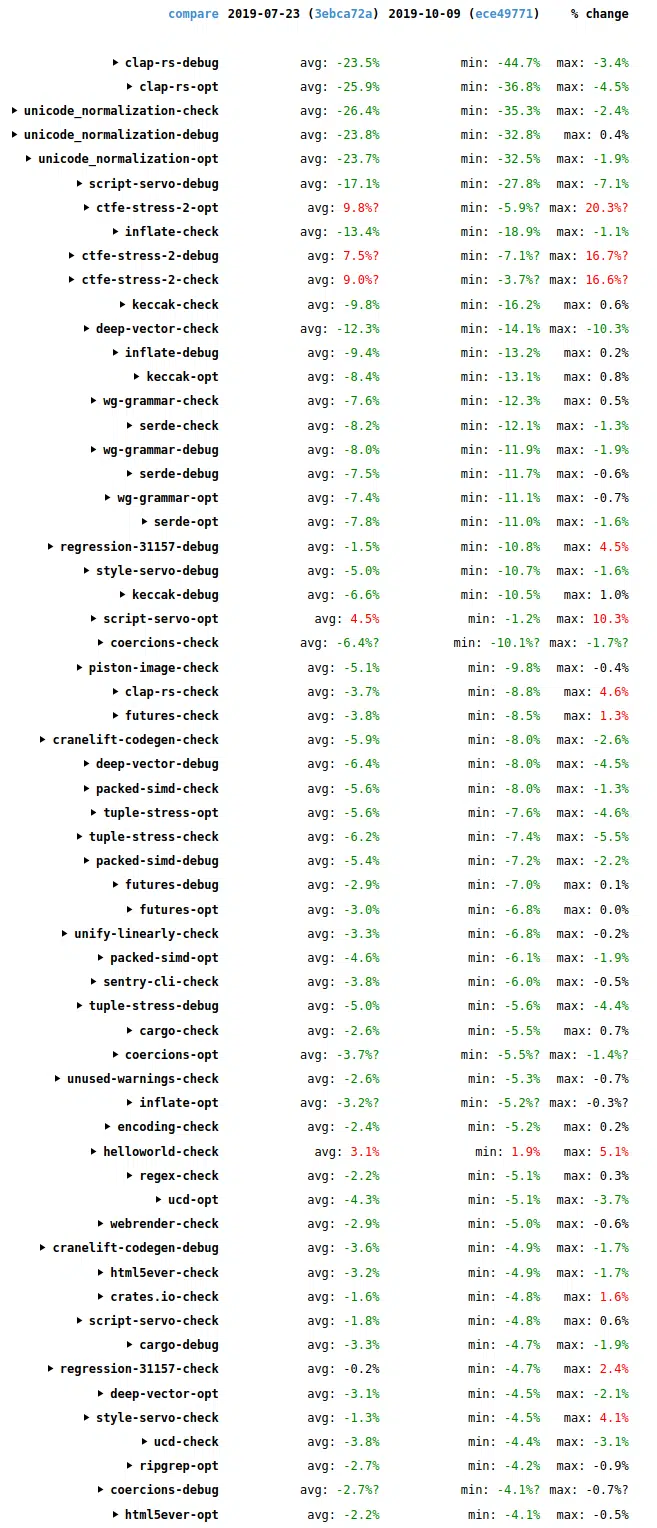 compare 2019-07-23 (3ebca72a) 2019-10-09 (ece49771) % change
▸ clap-rs-debug avg: -23.5% min: -44.7% max: -3.4%
▸ clap-rs-opt avg: -25.9% min: -36.8% max: -4.5%
▸ unicode_normalization-check avg: -26.4% min: -35.3% max: -2.4%
▸ unicode_normalization-debug avg: -23.8% min: -32.8% max: 0.4%
▸ unicode_normalization-opt avg: -23.7% min: -32.5% max: -1.9%
▸ script-servo-debug avg: -17.1% min: -27.8% max: -7.1%
▸ ctfe-stress-2-opt avg: 9.8%? min: -5.9%? max: 20.3%?
▸ inflate-check avg: -13.4% min: -18.9% max: -1.1%
▸ ctfe-stress-2-debug avg: 7.5%? min: -7.1%? max: 16.7%?
▸ ctfe-stress-2-check avg: 9.0%? min: -3.7%? max: 16.6%?
▸ keccak-check avg: -9.8% min: -16.2% max: 0.6%
▸ deep-vector-check avg: -12.3% min: -14.1% max: -10.3%
▸ inflate-debug avg: -9.4% min: -13.2% max: 0.2%
▸ keccak-opt avg: -8.4% min: -13.1% max: 0.8%
▸ wg-grammar-check avg: -7.6% min: -12.3% max: 0.5%
▸ serde-check avg: -8.2% min: -12.1% max: -1.3%
▸ wg-grammar-debug avg: -8.0% min: -11.9% max: -1.9%
▸ serde-debug avg: -7.5% min: -11.7% max: -0.6%
▸ wg-grammar-opt avg: -7.4% min: -11.1% max: -0.7%
▸ serde-opt avg: -7.8% min: -11.0% max: -1.6%
▸ regression-31157-debug avg: -1.5% min: -10.8% max: 4.5%
▸ style-servo-debug avg: -5.0% min: -10.7% max: -1.6%
▸ keccak-debug avg: -6.6% min: -10.5% max: 1.0%
▸ script-servo-opt avg: 4.5% min: -1.2% max: 10.3%
▸ coercions-check avg: -6.4%? min: -10.1%? max: -1.7%?
▸ piston-image-check avg: -5.1% min: -9.8% max: -0.4%
▸ clap-rs-check avg: -3.7% min: -8.8% max: 4.6%
▸ futures-check avg: -3.8% min: -8.5% max: 1.3%
▸ cranelift-codegen-check avg: -5.9% min: -8.0% max: -2.6%
▸ deep-vector-debug avg: -6.4% min: -8.0% max: -4.5%
▸ packed-simd-check avg: -5.6% min: -8.0% max: -1.3%
▸ tuple-stress-opt avg: -5.6% min: -7.6% max: -4.6%
▸ tuple-stress-check avg: -6.2% min: -7.4% max: -5.5%
▸ packed-simd-debug avg: -5.4% min: -7.2% max: -2.2%
▸ futures-debug avg: -2.9% min: -7.0% max: 0.1%
▸ futures-opt avg: -3.0% min: -6.8% max: 0.0%
▸ unify-linearly-check avg: -3.3% min: -6.8% max: -0.2%
▸ packed-simd-opt avg: -4.6% min: -6.1% max: -1.9%
▸ sentry-cli-check avg: -3.8% min: -6.0% max: -0.5%
▸ tuple-stress-debug avg: -5.0% min: -5.6% max: -4.4%
▸ cargo-check avg: -2.6% min: -5.5% max: 0.7%
▸ coercions-opt avg: -3.7%? min: -5.5%? max: -1.4%?
▸ unused-warnings-check avg: -2.6% min: -5.3% max: -0.7%
▸ inflate-opt avg: -3.2%? min: -5.2%? max: -0.3%?
▸ encoding-check avg: -2.4% min: -5.2% max: 0.2%
▸ helloworld-check avg: 3.1% min: 1.9% max: 5.1%
▸ regex-check avg: -2.2% min: -5.1% max: 0.3%
▸ ucd-opt avg: -4.3% min: -5.1% max: -3.7%
▸ webrender-check avg: -2.9% min: -5.0% max: -0.6%
▸ cranelift-codegen-debug avg: -3.6% min: -4.9% max: -1.7%
▸ html5ever-check avg: -3.2% min: -4.9% max: -1.7%
▸ crates.io-check avg: -1.6% min: -4.8% max: 1.6%
▸ script-servo-check avg: -1.8% min: -4.8% max: 0.6%
▸ cargo-debug avg: -3.3% min: -4.7% max: -1.9%
▸ regression-31157-check avg: -0.2% min: -4.7% max: 2.4%
▸ deep-vector-opt avg: -3.1% min: -4.5% max: -2.1%
▸ style-servo-check avg: -1.3% min: -4.5% max: 4.1%
▸ ucd-check avg: -3.8% min: -4.4% max: -3.1%
▸ ripgrep-opt avg: -2.7% min: -4.2% max: -0.9%
▸ coercions-debug avg: -2.7%? min: -4.1%? max: -0.7%?
▸ html5ever-opt avg: -2.2% min: -4.1% max: -0.5%